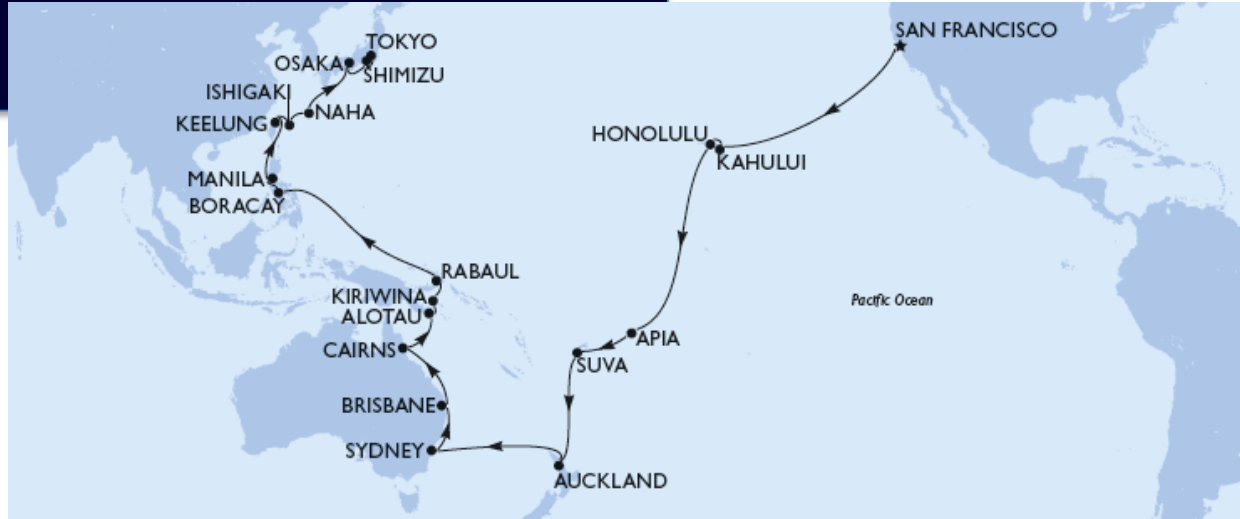 TOKYO
SAN FRANCISCO
OSAKA
SHIMIZU
ISHIGAKI
NAHA
KEELUNG
HONOLULU
KAHULUI
MANILA
BORACAY
RABAUL
KIRIWINA
Pacific Ocean
ALOTAU
APIA
CAIRNS
SUVA
BRISBANE
SYDNEY
AUCKLAND